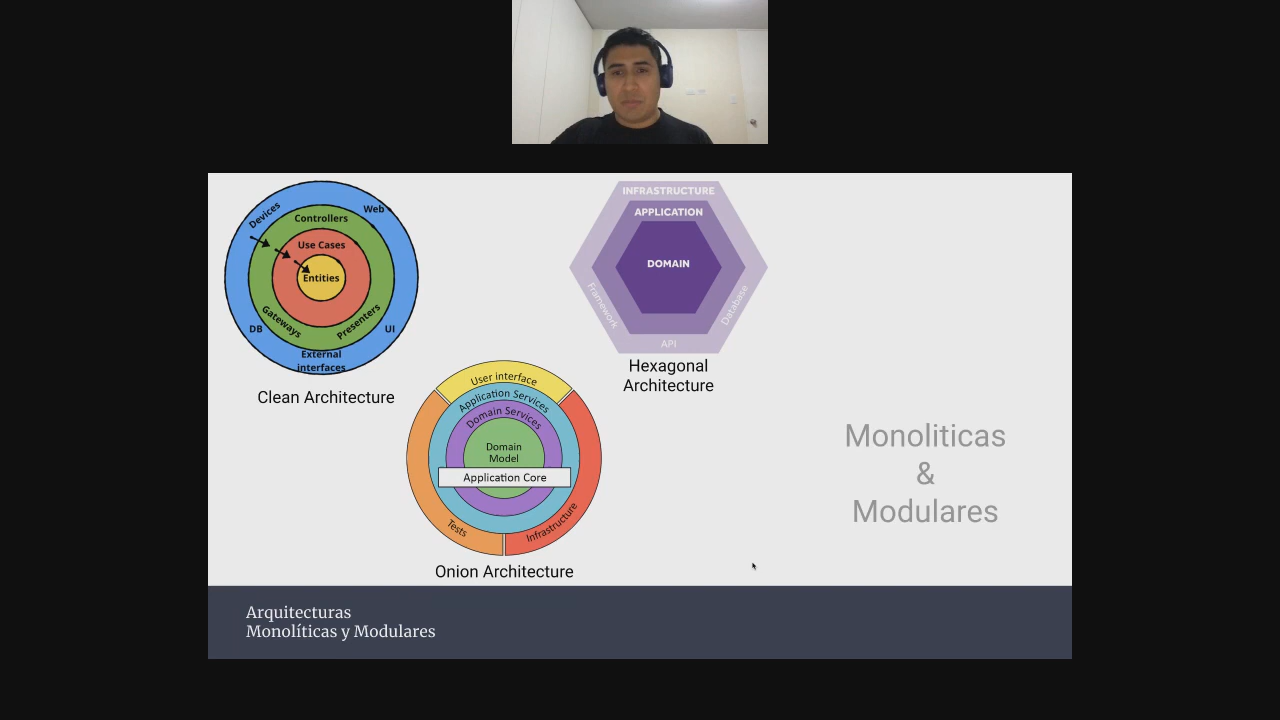 Devices
Web
Controllers
Use Cases
Entities
Gateways
Presenters
DB
UI
External
interfaces
Clean Architecture
INFRASTRUCTURE
APPLICATION
DOMAIN
Framework
Database
API
Hexagonal
Architecture
User interface
Application Services
Domain Services
Domain
Model
Application Core
Tests
Infrastructure
Onion Architecture
Monoliticas
&
Modulares
Arquitecturas
Monolíticas y Modulares